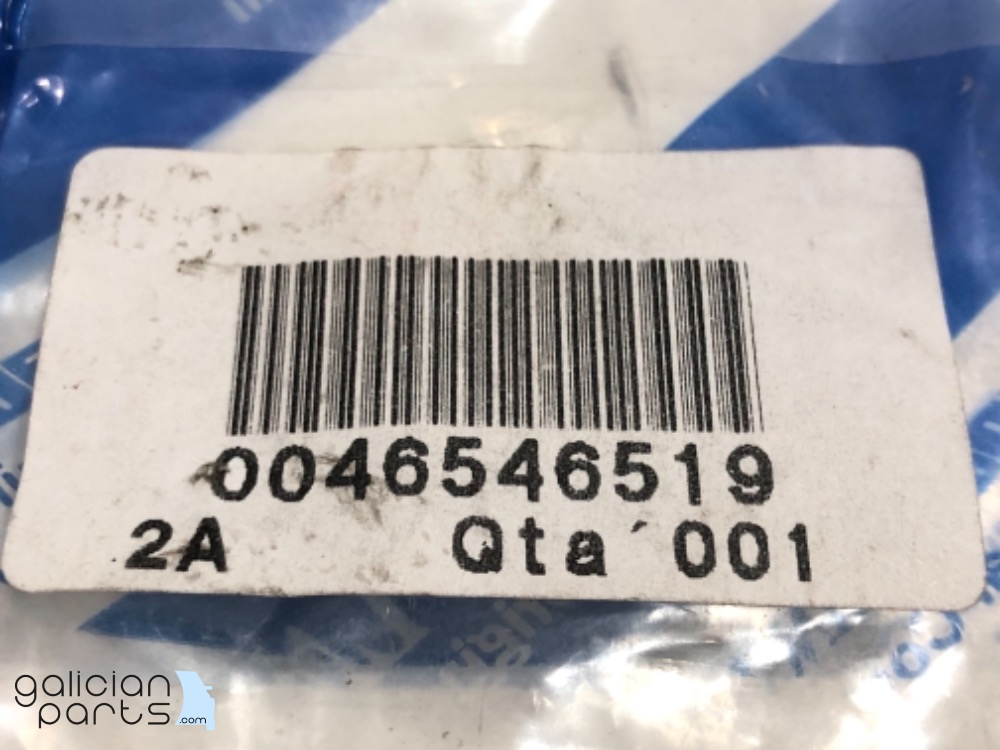 0046546519
2A Qta´001
galician
parts.com